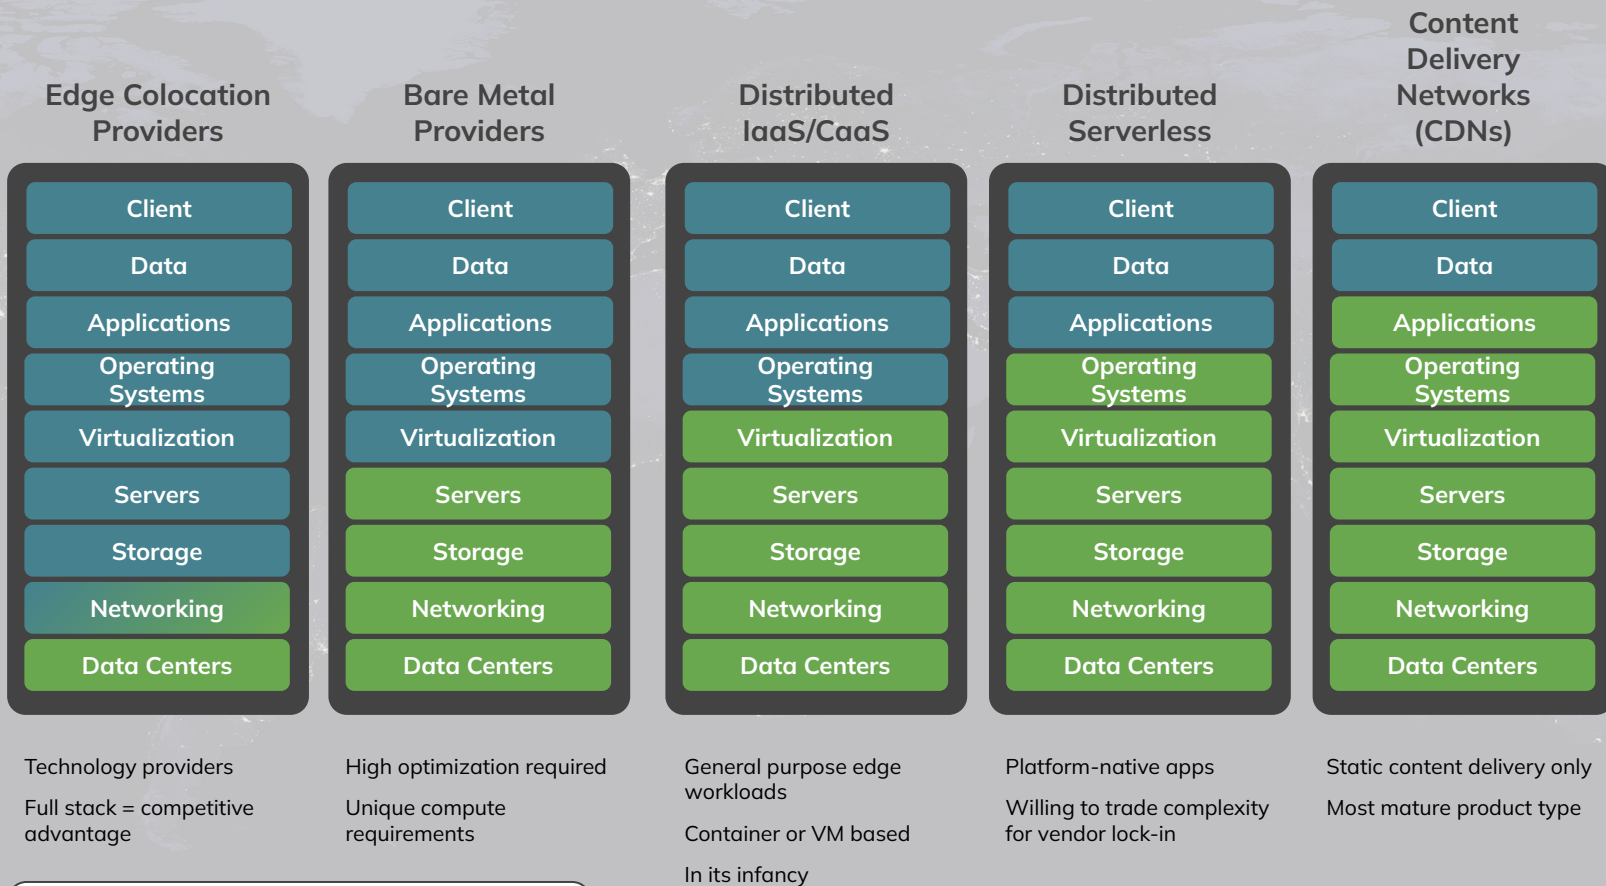 Edge Colocation
Providers
Client
Data
Applications
Operating
Systems
Virtualization
Servers
Storage
Networking
Data Centers
Technology providers
Full stack = competitive
advantage
Bare Metal
Providers
Client
Data
Applications
Operating
Systems
Virtualization
Servers
Storage
Networking
Data Centers
High optimization required
Unique compute
requirements
Distributed
IaaS/CaaS
Client
Data
Applications
Operating
Systems
Virtualization
Servers
Storage
Networking
Data Centers
General purpose edge
workloads
Container or VM based
In its infancy
Distributed
Serverless
Client
Data
Applications
Operating
Systems
Virtualization
Servers
Storage
Networking
Data Centers
Platform-native apps
Willing to trade complexity
for vendor lock-in
Content
Delivery
Networks
(CDNs)
Client
Data
Applications
Operating
Systems
Virtualization
Servers
Storage
Networking
Data Centers
Static content delivery only
Most mature product type